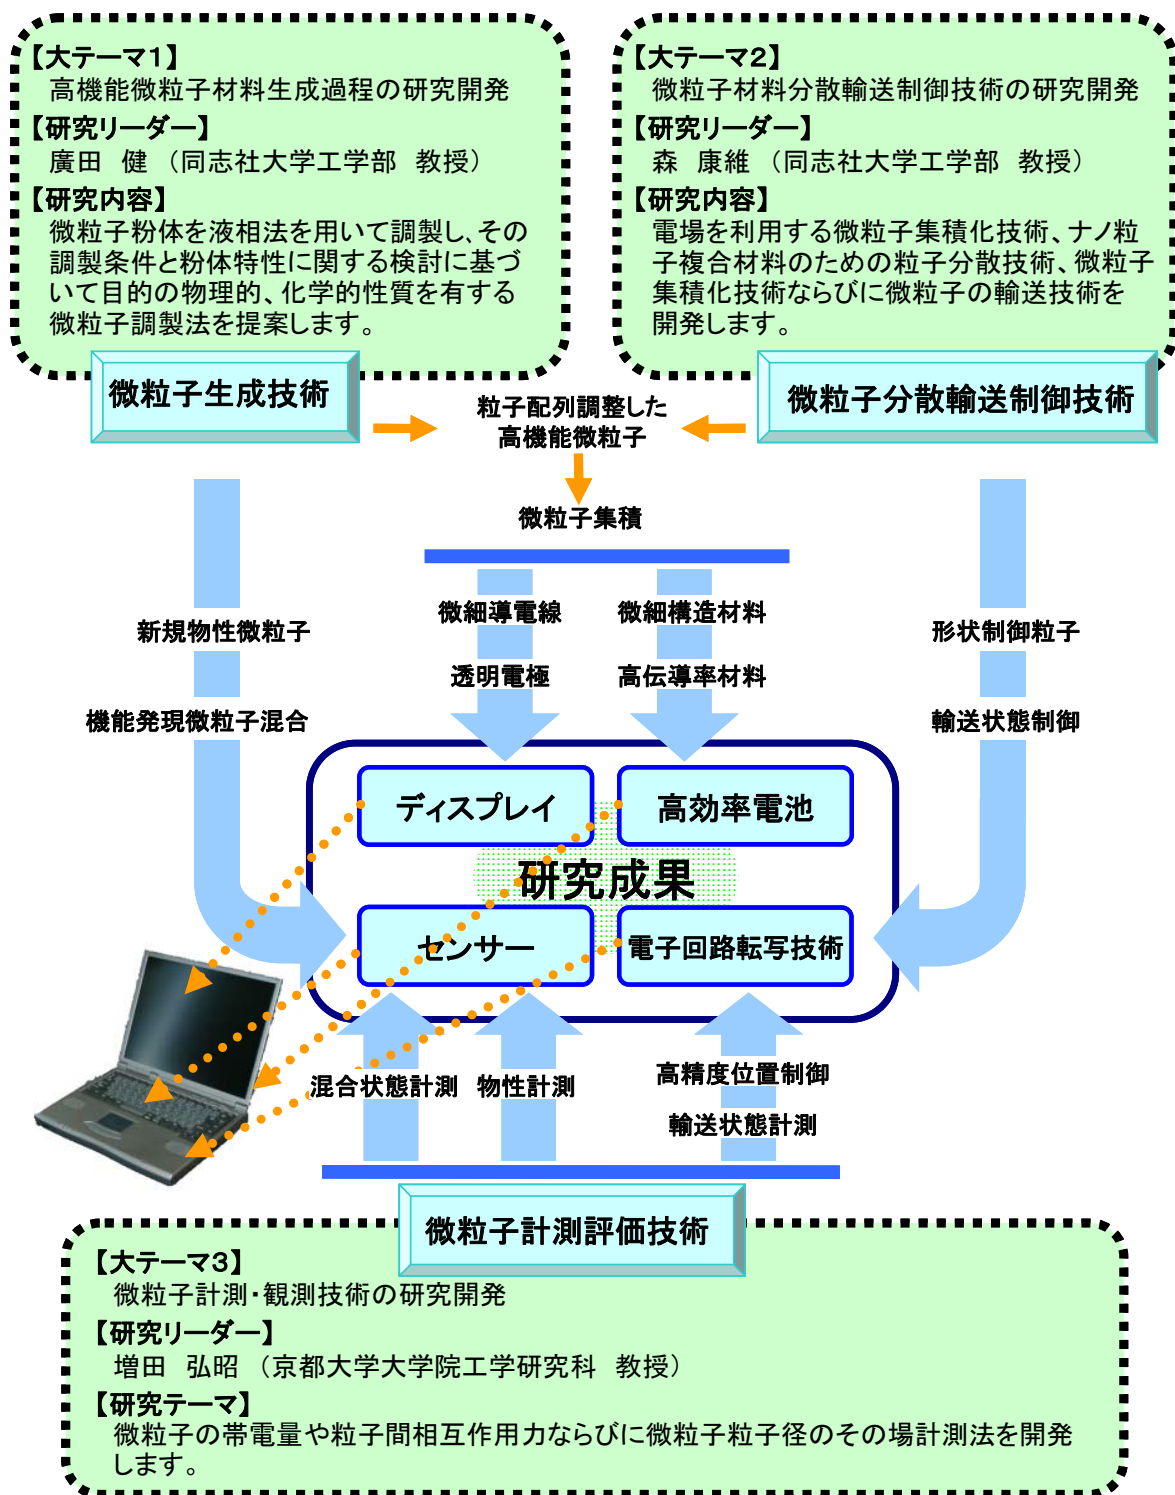 【大テーマ1】
高機能微粒子材料生成過程の研究開発
【研究リーダー】
廣田　健　（同志社大学工学部　教授）
【研究内容】
微粒子粉体を液相法を用いて調製し、その
調製条件と粉体特性に関する検討に基づ
いて目的の物理的、化学的性質を有する
微粒子調製法を提案します。
微粒子生成技術
【大テーマ2】
微粒子材料分散輸送制御技術の研究開発
【研究リーダー】
森　康維　（同志社大学工学部　教授）
【研究内容】
電場を利用する微粒子集積化技術、ナノ粒
子複合材料のための粒子分散技術、微粒子
集積化技術ならびに微粒子の輸送技術を
開発します。
微粒子分散輸送制御技術
粒子配列調整した
高機能微粒子
微粒子集積
微細導電線
透明電極
微細構造材料
高伝導率材料
新規物性微粒子
機能発現微粒子混合
形状制御粒子
輸送状態制御
ディスプレイ
高効率電池
研究成果
センサー
電子回路転写技術
混合状態計測
物性計測
高精度位置制御
輸送状態計測
微粒子計測評価技術
【大テーマ3】
微粒子計測・観測技術の研究開発
【研究リーダー】
増田　弘昭　（京都大学大学院工学研究科　教授）
【研究テーマ】
微粒子の帯電量や粒子間相互作用力ならびに微粒子粒子径のその場計測法を開発
します。